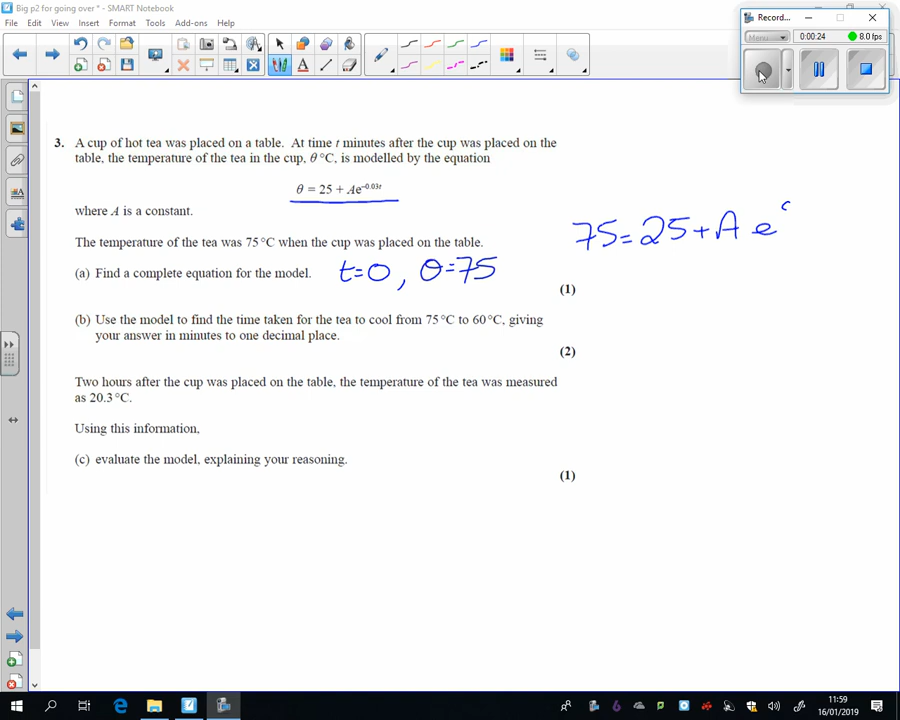 Big p2 for going over * - SMART Notebook
File Edit View Insert Format Tools Add-ons Help
Record...
Menu
0:00:24
8.0 fps
3. A cup of hot tea was placed on a table. At time t minutes after the cup was placed on the
table, the temperature of the tea in the cup, θ °C, is modelled by the equation
θ = 25 + Ae⁻⁰·⁰³ᵗ
where A is a constant.
75=25+A e
The temperature of the tea was 75 °C when the cup was placed on the table.
(a) Find a complete equation for the model.
t=0, θ=75
(1)
(b) Use the model to find the time taken for the tea to cool from 75 °C to 60 °C, giving
your answer in minutes to one decimal place.
(2)
Two hours after the cup was placed on the table, the temperature of the tea was measured
as 20.3 °C.
Using this information,
(c) evaluate the model, explaining your reasoning.
(1)
11:59
16/01/2019